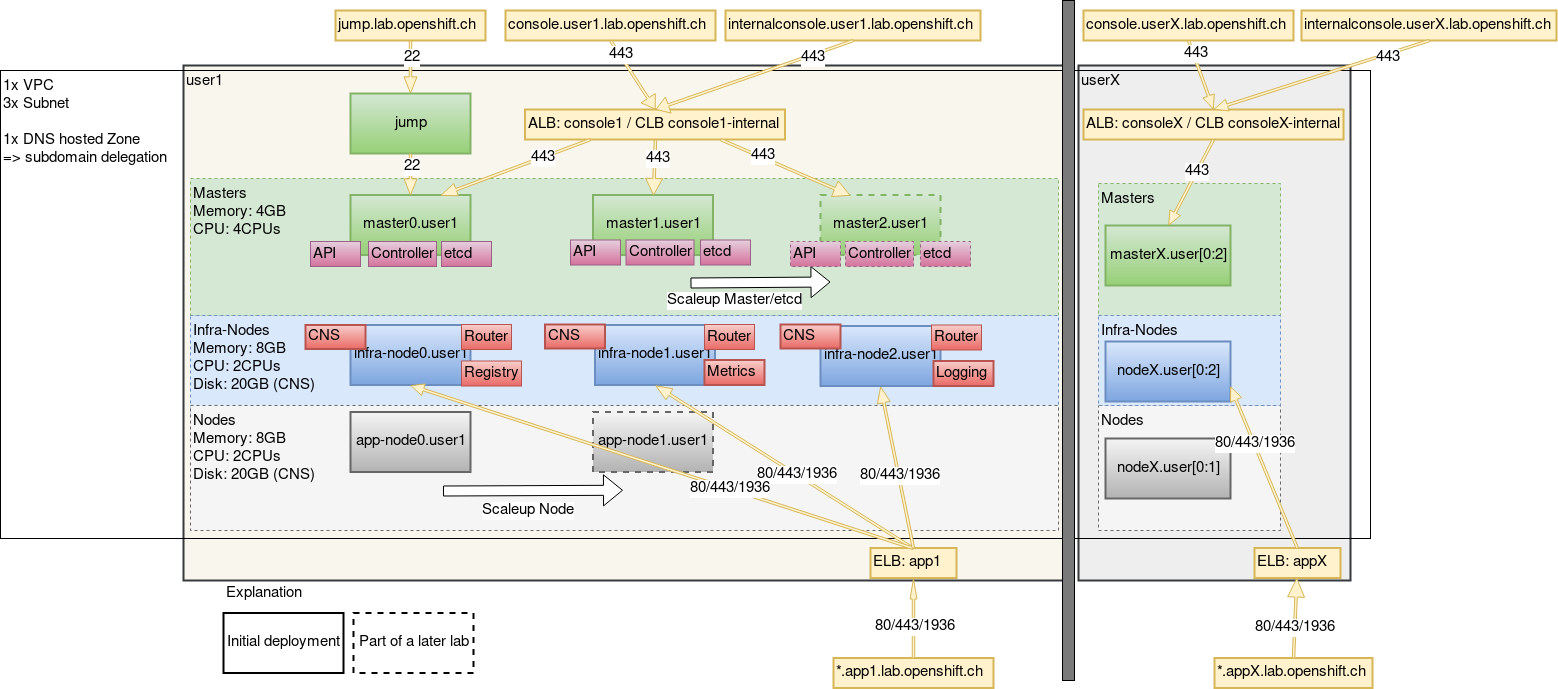 jump.lab.openshift.ch
console.user1.lab.openshift.ch
internalconsole.user1.lab.openshift.ch
console.userX.lab.openshift.ch
internalconsole.userX.lab.openshift.ch
22
443
443
443
443
1x VPC
3x Subnet
1x DNS hosted Zone
=> subdomain delegation
user1
jump
ALB: console1 / CLB console1-internal
22
443
443
443
Masters
Memory: 4GB
CPU: 4CPUs
master0.user1
API
Controller
etcd
master1.user1
API
Controller
etcd
master2.user1
API
Controller
etcd
Scaleup Master/etcd
Infra-Nodes
Memory: 8GB
CPU: 2CPUs
Disk: 20GB (CNS)
CNS
infra-node0.user1
Router
Registry
CNS
infra-node1.user1
Router
Metrics
CNS
infra-node2.user1
Router
Logging
Nodes
Memory: 8GB
CPU: 2CPUs
Disk: 20GB (CNS)
app-node0.user1
app-node1.user1
Scaleup Node
80/443/1936
80/443/1936
80/443/1936
ELB: app1
80/443/1936
*.app1.lab.openshift.ch
userX
ALB: consoleX / CLB consoleX-internal
443
Masters
masterX.user[0:2]
Infra-Nodes
nodeX.user[0:2]
Nodes
nodeX.user[0:1]
80/443/1936
ELB: appX
80/443/1936
*.appX.lab.openshift.ch
Explanation
Initial deployment
Part of a later lab